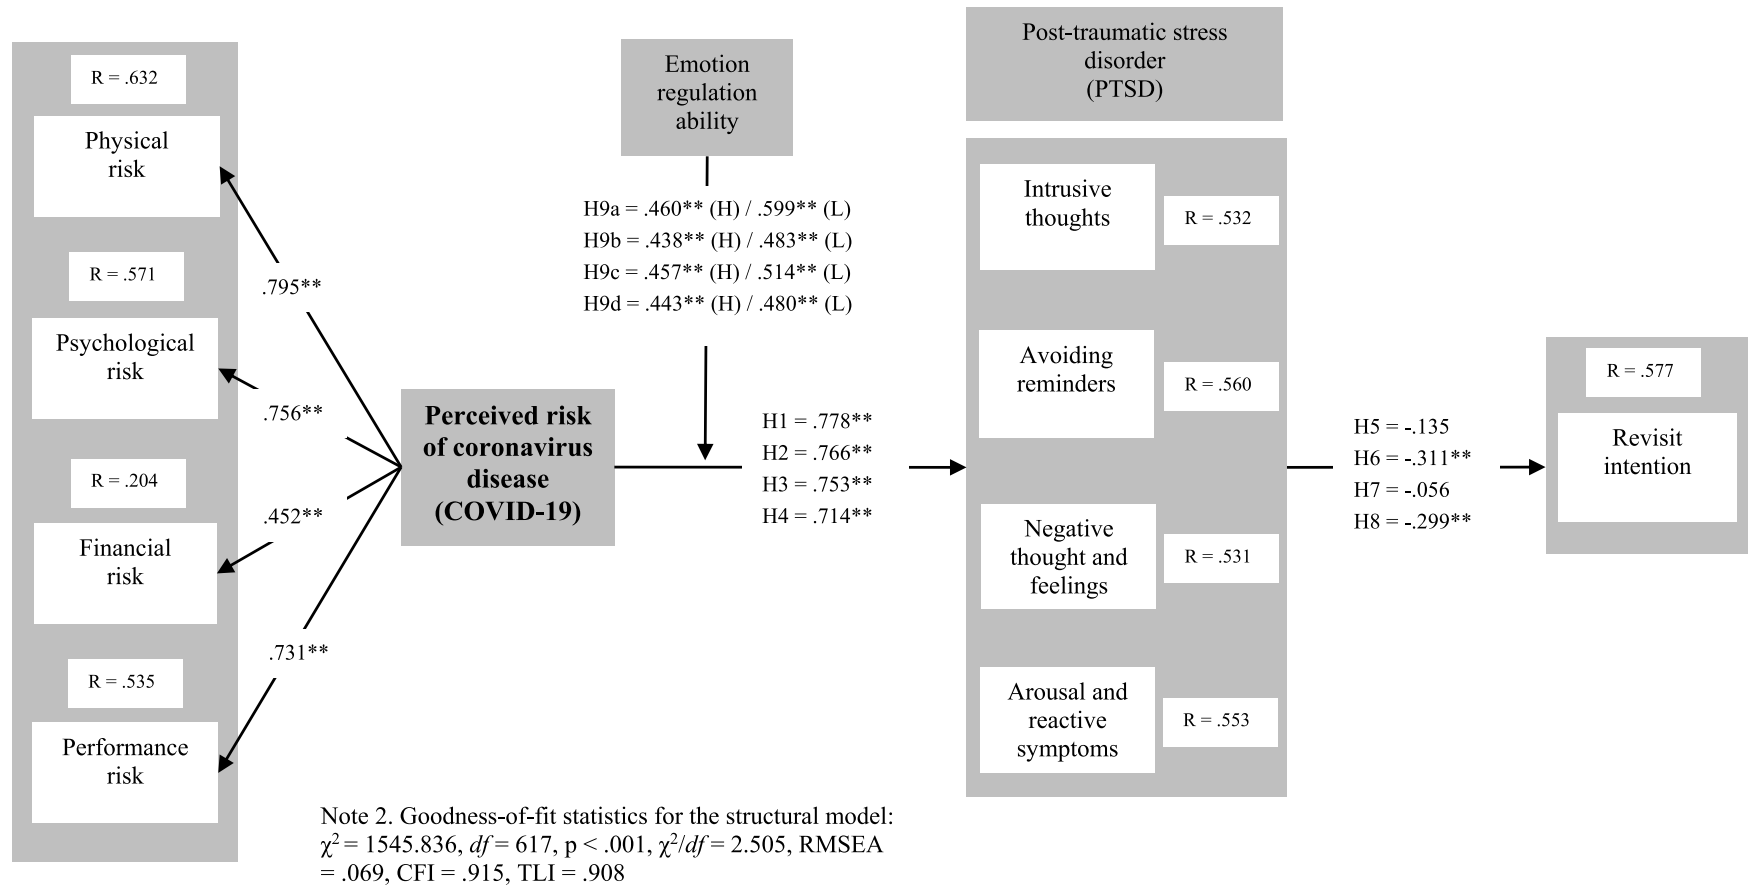 R = .632
Physical
risk
R = .571
Psychological
risk
R = .204
Financial
risk
R = .535
Performance
risk
.795**
.756**
.452**
.731**
Perceived risk
of coronavirus
disease
(COVID-19)
Emotion
regulation
ability
H9a = .460** (H) / .599** (L)
H9b = .438** (H) / .483** (L)
H9c = .457** (H) / .514** (L)
H9d = .443** (H) / .480** (L)
H1 = .778**
H2 = .766**
H3 = .753**
H4 = .714**
Post-traumatic stress
disorder
(PTSD)
Intrusive
thoughts
R = .532
Avoiding
reminders
R = .560
Negative
thought and
feelings
R = .531
Arousal and
reactive
symptoms
R = .553
H5 = -.135
H6 = -.311**
H7 = -.056
H8 = -.299**
R = .577
Revisit
intention
Note 2. Goodness-of-fit statistics for the structural model:
χ² = 1545.836, df = 617, p < .001, χ²/df = 2.505, RMSEA
= .069, CFI = .915, TLI = .908